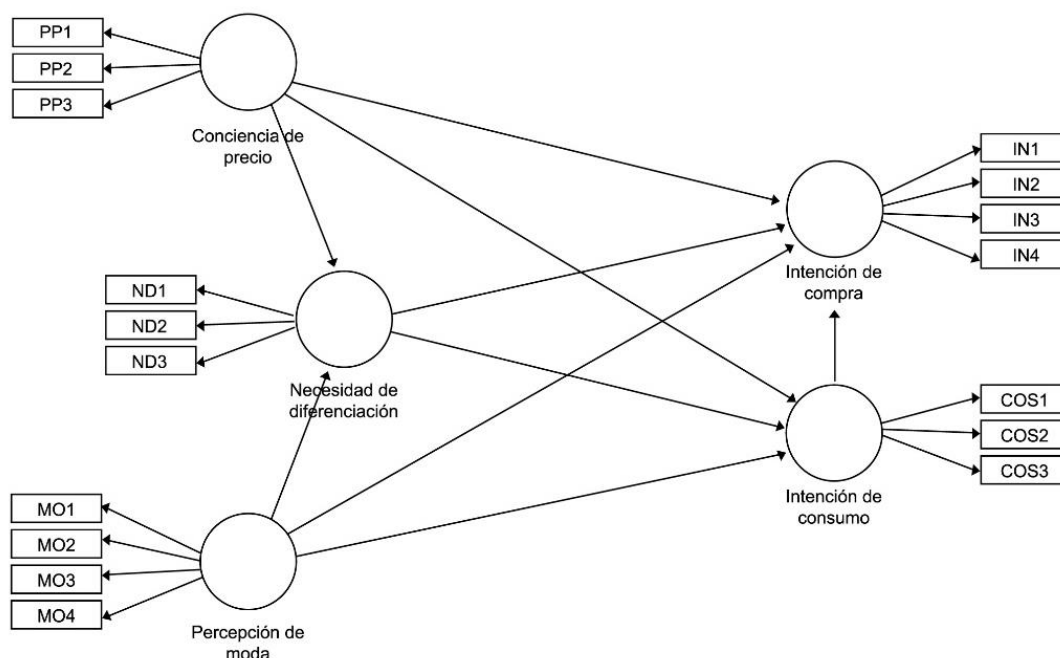 PP1
PP2
PP3
Conciencia de
precio
IN1
IN2
IN3
IN4
Intención de
compra
ND1
ND2
ND3
Necesidad de
diferenciación
COS1
COS2
COS3
Intención de
consumo
MO1
MO2
MO3
MO4
Percepción de
moda